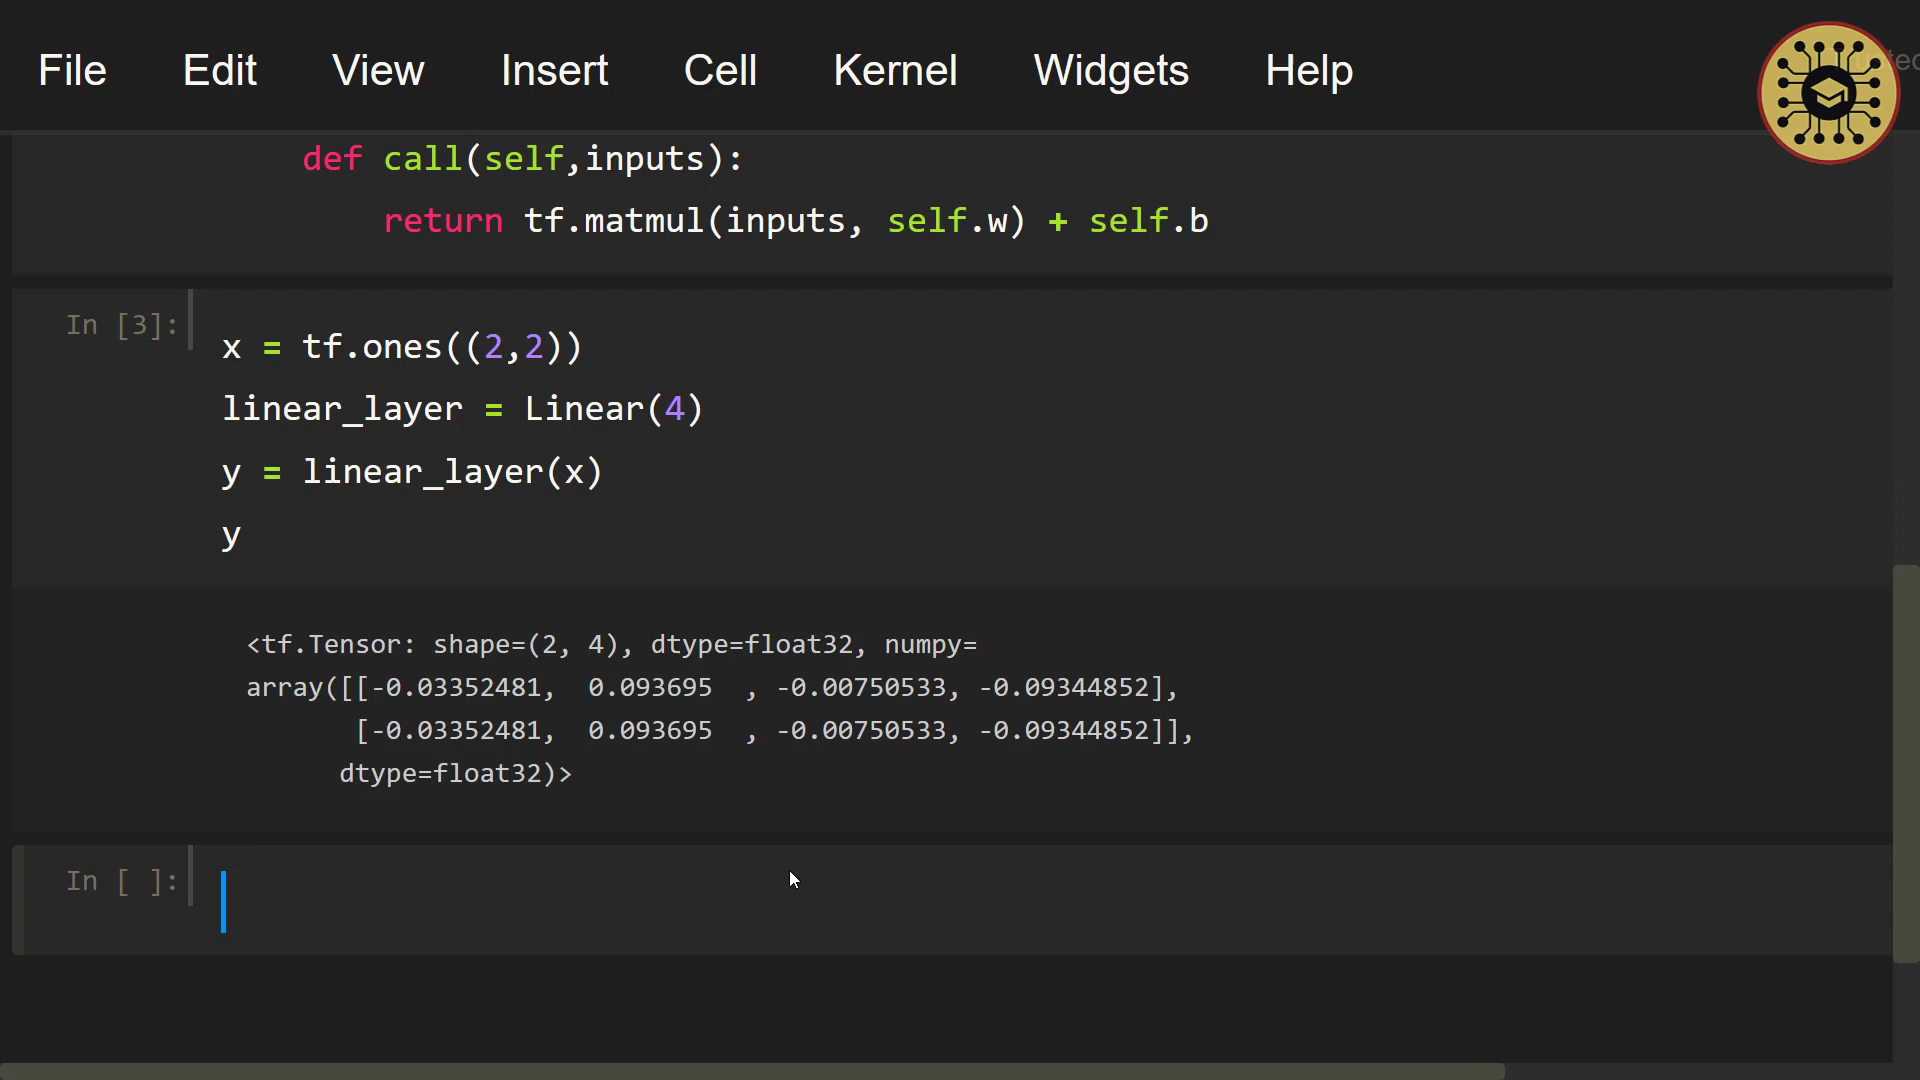 File Edit View Insert Cell Kernel Widgets Help
def call(self,inputs):
return tf.matmul(inputs, self.w) + self.b
In [3]:
x = tf.ones((2,2))
linear_layer = Linear(4)
y = linear_layer(x)
y
<tf.Tensor: shape=(2, 4), dtype=float32, numpy=
array([[-0.03352481,  0.093695  , -0.00750533, -0.09344852],
       [-0.03352481,  0.093695  , -0.00750533, -0.09344852]],
      dtype=float32)>
In [ ]: